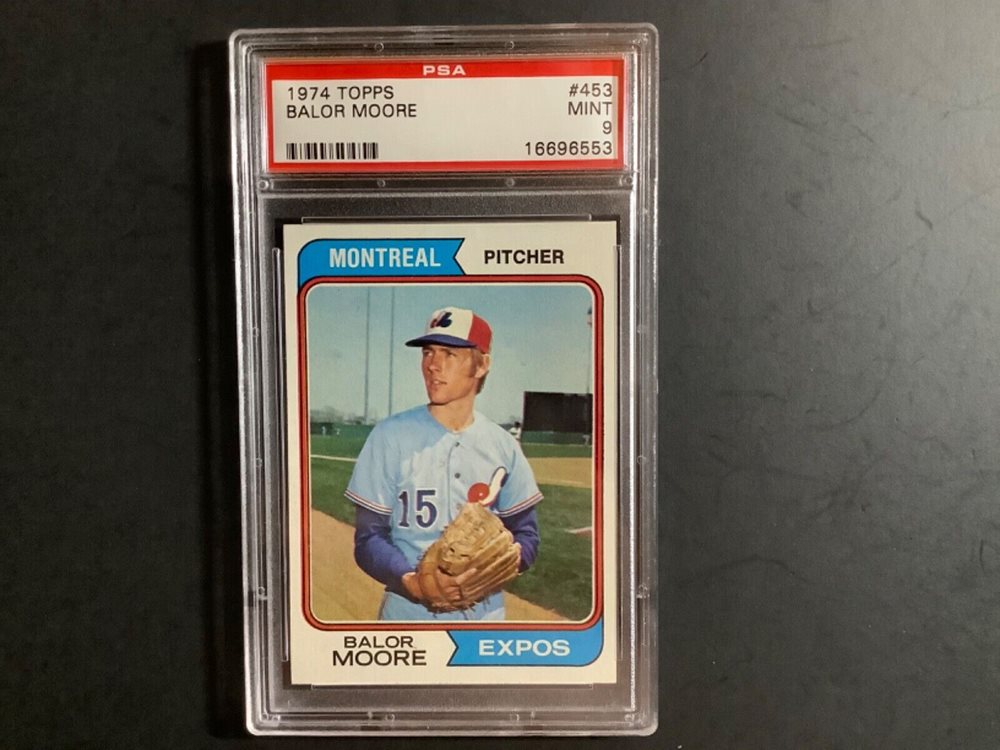 PSA
1974 TOPPS #453
BALOR MOORE MINT
9
16696553
MONTREAL PITCHER
15
BALOR
MOORE
EXPOS